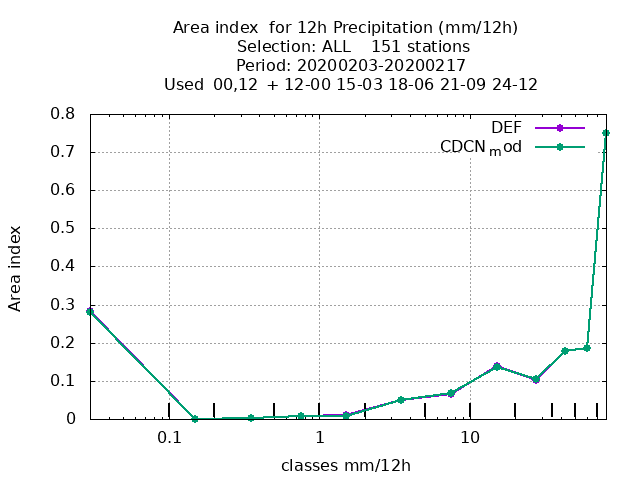 Area index  for 12h Precipitation (mm/12h)
Selection: ALL    151 stations
Period: 20200203-20200217
Used  00,12  + 12-00 15-03 18-06 21-09 24-12
DEF
CDCNmod
0.8
0.7
0.6
0.5
0.4
0.3
0.2
0.1
0
Area index
0.1
1
10
classes mm/12h